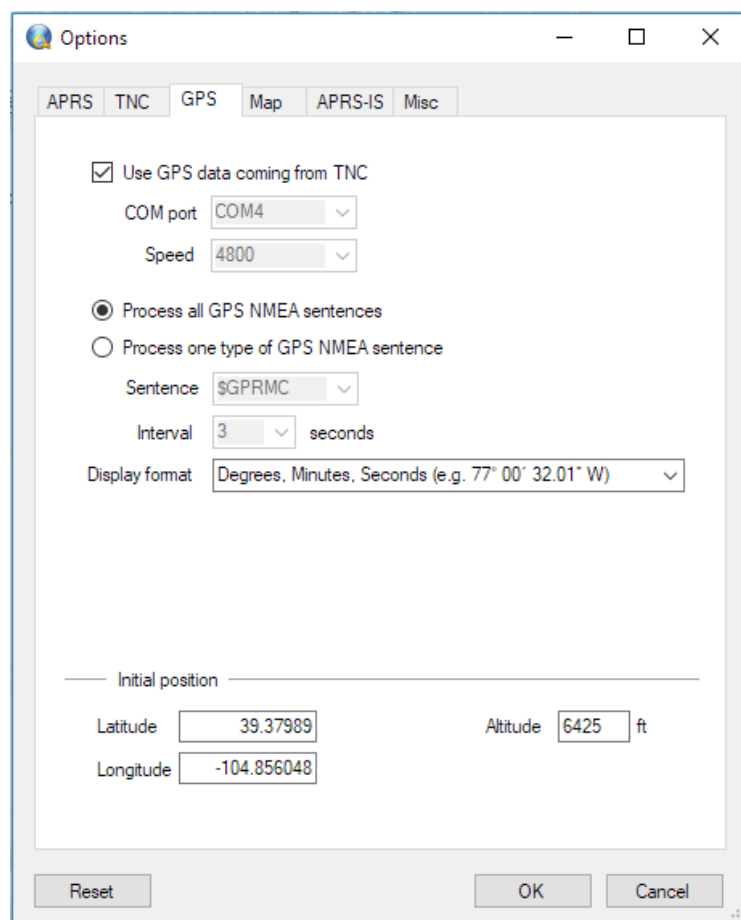 Options
APRS TNC GPS Map APRS-IS Misc
Use GPS data coming from TNC
COM port COM4
Speed 4800
Process all GPS NMEA sentences
Process one type of GPS NMEA sentence
Sentence $GPRMC
Interval 3 seconds
Display format Degrees, Minutes, Seconds (e.g. 77° 00´ 32.01˝ W)
Initial position
Latitude 39.37989 Altitude 6425 ft
Longitude -104.856048
Reset OK Cancel